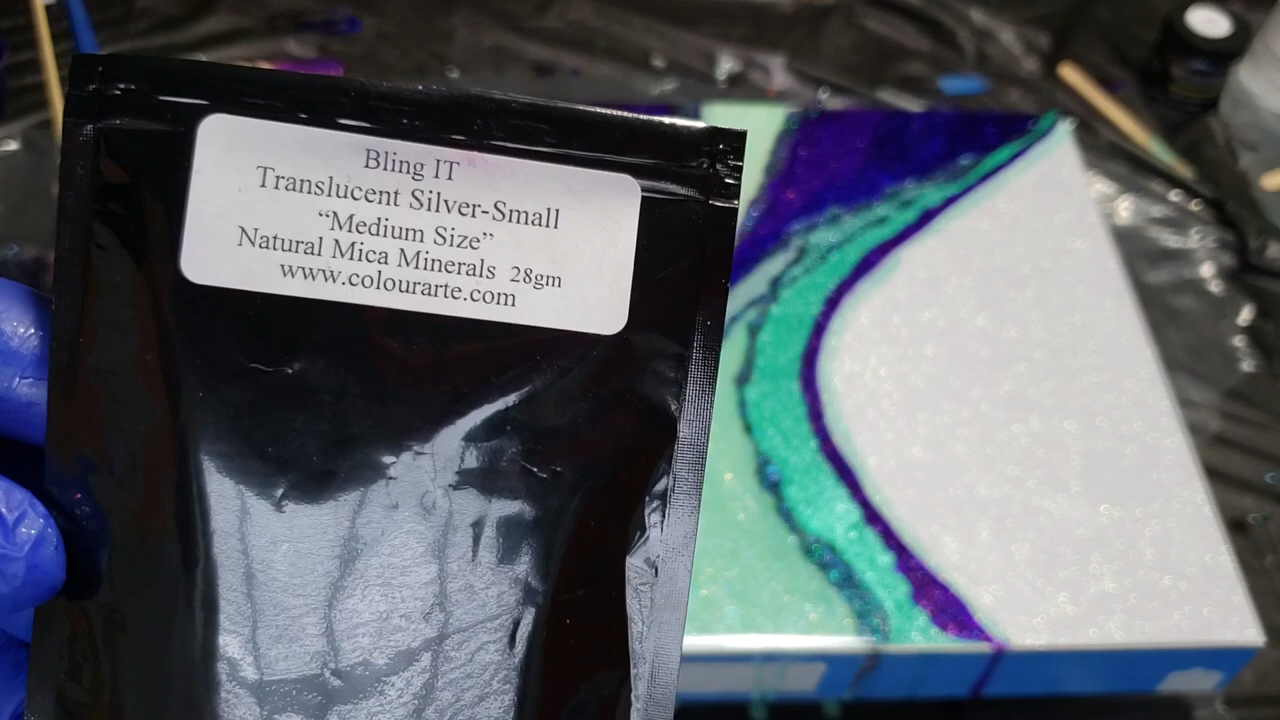 Bling IT
Translucent Silver-Small
“Medium Size”
Natural Mica Minerals 28gm
www.colourarte.com